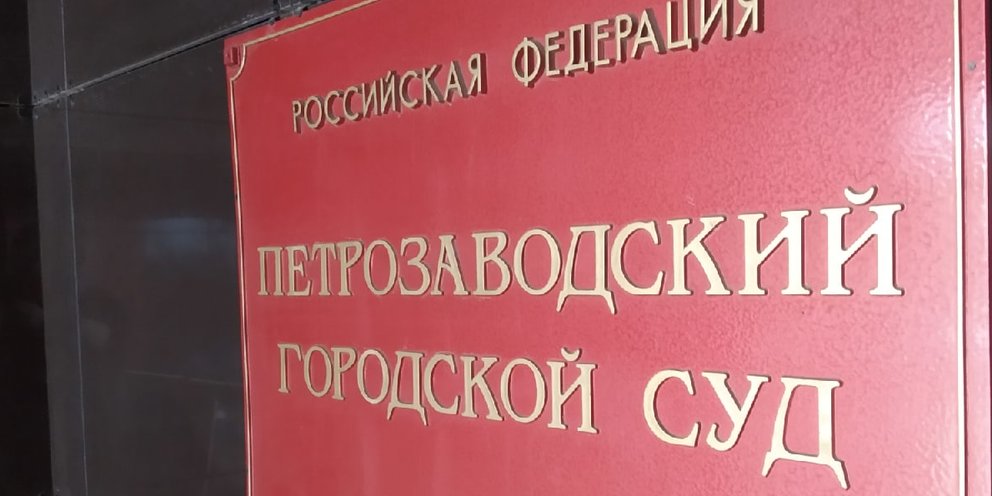 РОССИЙСКАЯ ФЕДЕРАЦИЯ
ПЕТРОЗАВОДСКИЙ
ГОРОДСКОЙ СУД